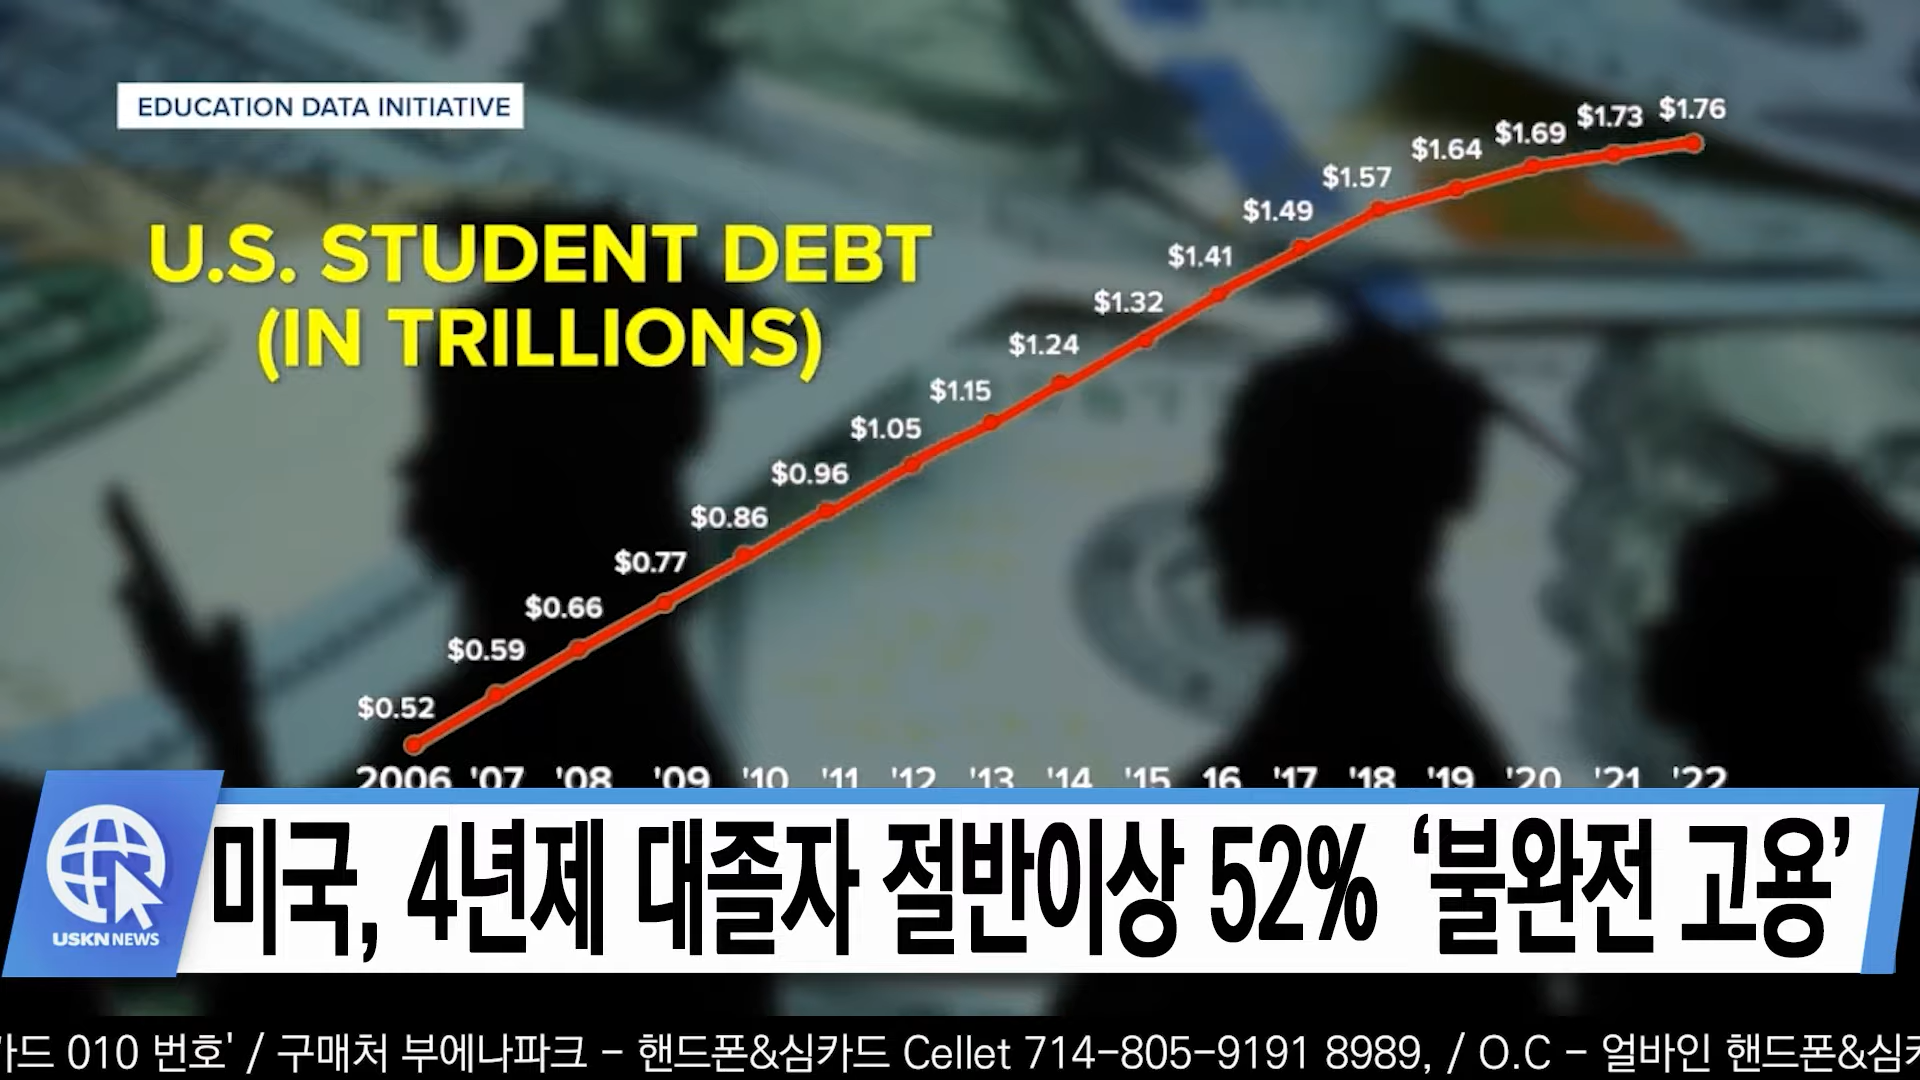 EDUCATION DATA INITIATIVE
U.S. STUDENT DEBT
(IN TRILLIONS)
$0.52
$0.59
$0.66
$0.77
$0.86
$0.96
$1.05
$1.15
$1.24
$1.32
$1.41
$1.49
$1.57
$1.64
$1.69
$1.73
$1.76
2006 '07 '08 '09 '10 '11 '12 '13 '14 '15 16 '17 '18 '19 '20 '21 '22
USKN NEWS
미국, 4년제 대졸자 절반이상 52% ‘불완전 고용’
카드 010 번호' / 구매처 부에나파크 - 핸드폰&심카드 Cellet 714-805-9191 8989, / O.C - 얼바인 핸드폰&심카